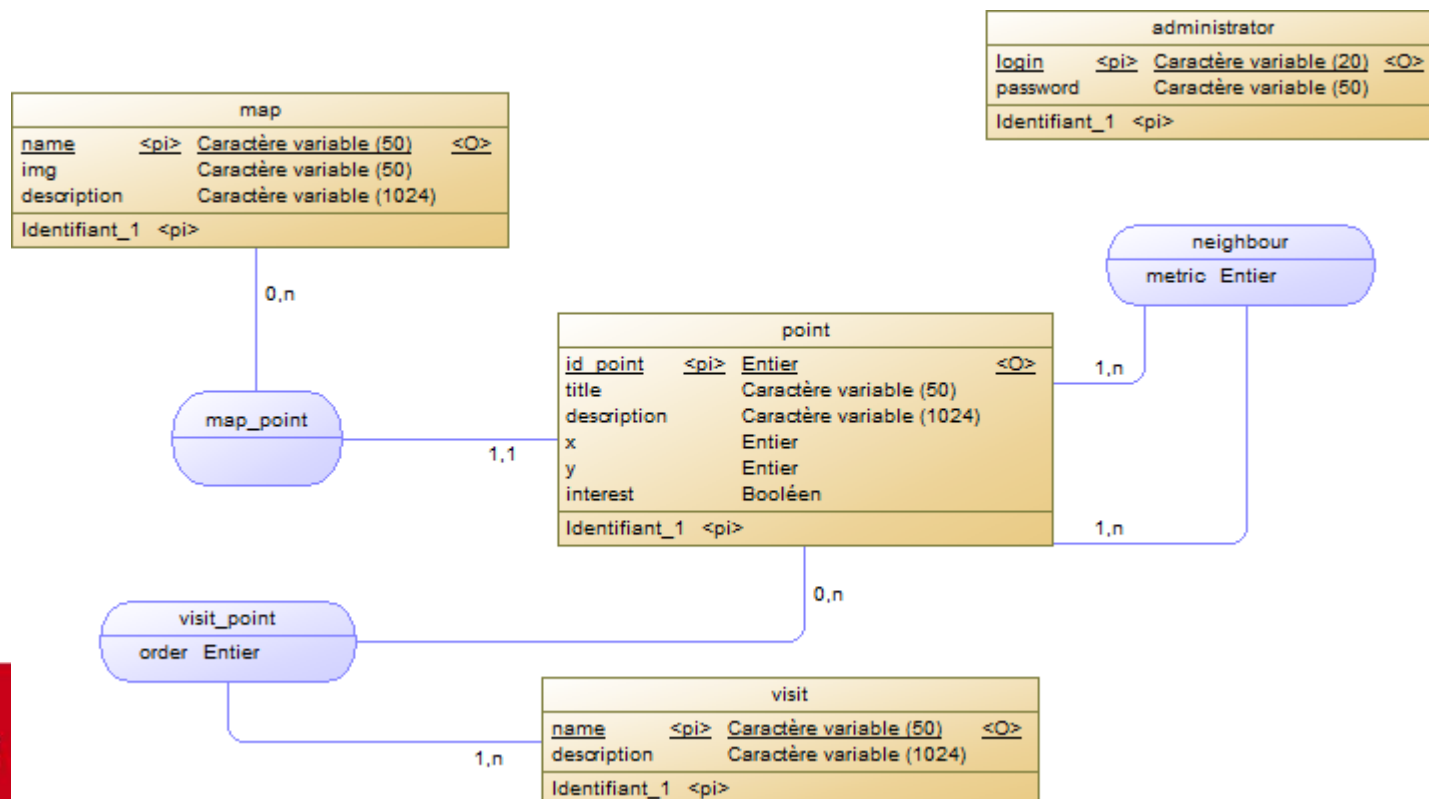 administrator
login <pi> Caractère variable (20) <O>
password Caractère variable (50)
Identifiant_1 <pi>
map
name <pi> Caractère variable (50) <O>
img Caractère variable (50)
description Caractère variable (1024)
Identifiant_1 <pi>
0,n
neighbour
metric Entier
map_point
1,1
point
id_point <pi> Entier <O>
title Caractère variable (50)
description Caractère variable (1024)
x Entier
y Entier
interest Booléen
Identifiant_1 <pi>
1,n
1,n
0,n
visit_point
order Entier
1,n
visit
name <pi> Caractère variable (50) <O>
description Caractère variable (1024)
Identifiant_1 <pi>